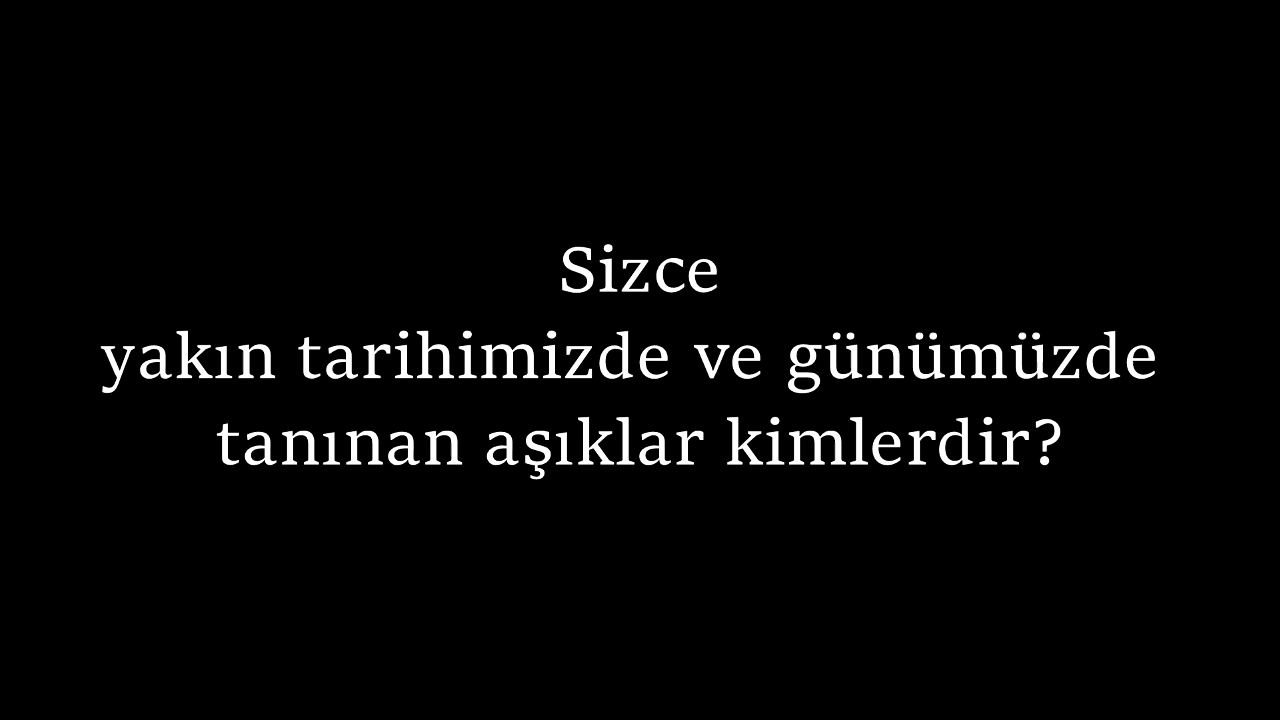 Sizce
yakın tarihimizde ve günümüzde
tanınan aşıklar kimlerdir?